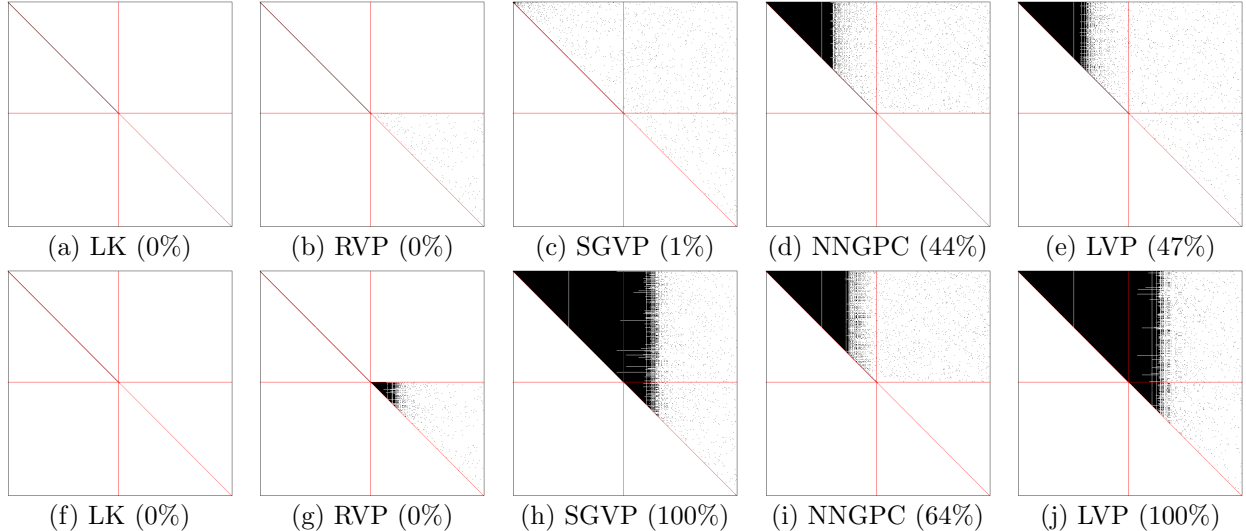 (a) LK (0%) (b) RVP (0%) (c) SGVP (1%) (d) NNGPC (44%) (e) LVP (47%)
(f) LK (0%) (g) RVP (0%) (h) SGVP (100%) (i) NNGPC (64%) (j) LVP (100%)